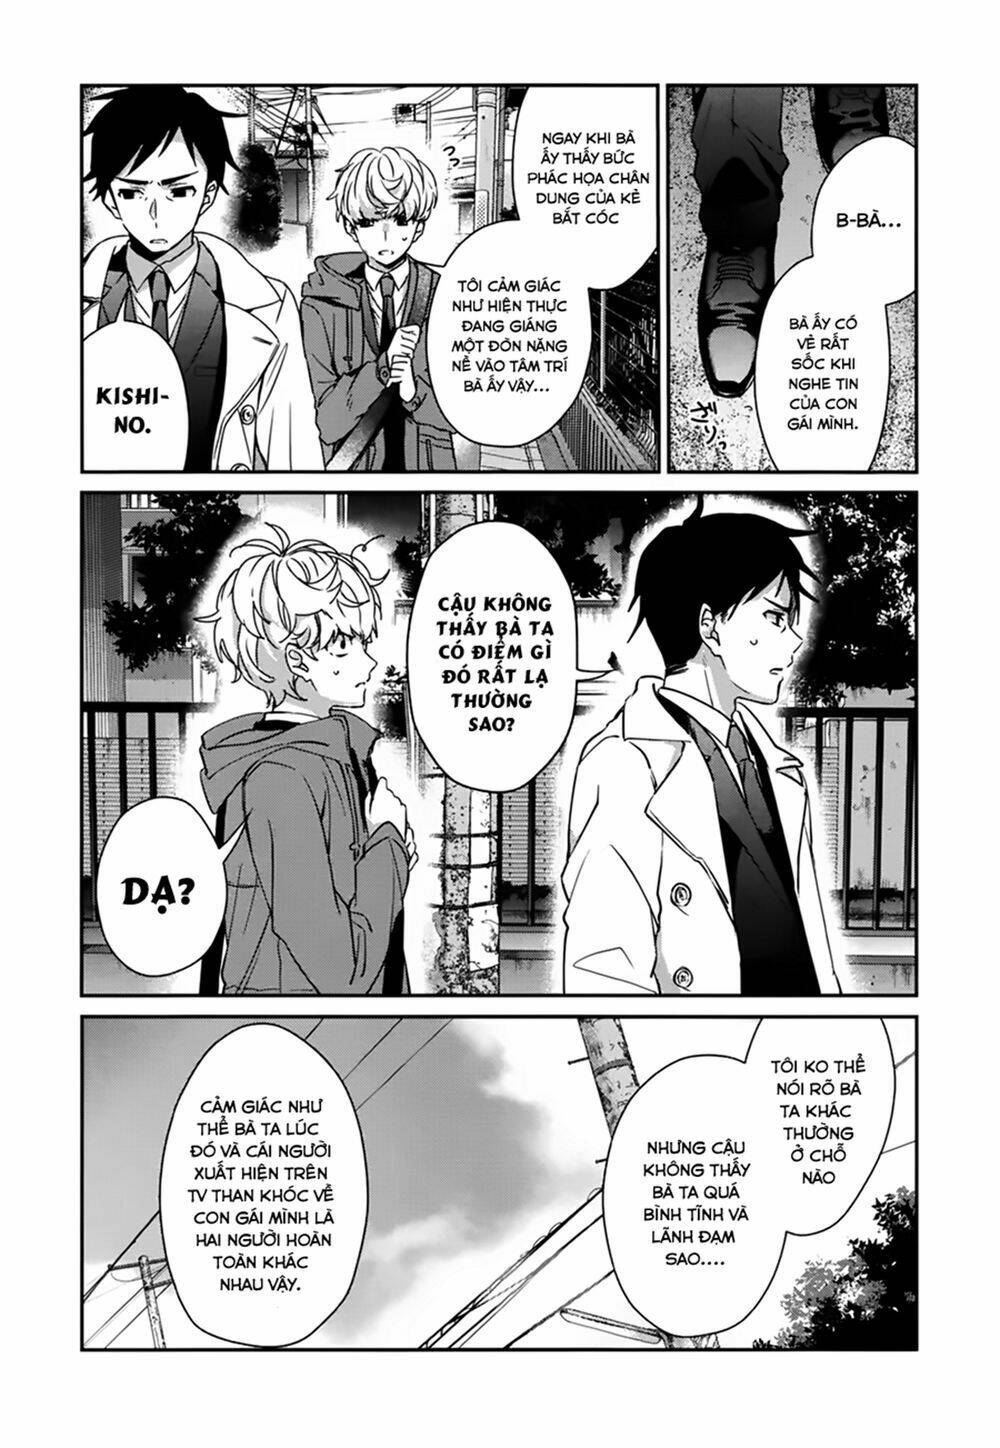 B-BÀ...
BÀ ẤY CÓ
VẺ RẤT
SỐC KHI
NGHE TIN
CỦA CON
GÁI MÌNH.
ざりっ
NGAY KHI BÀ
ẤY THẤY BỨC
PHÁC HỌA CHÂN
DUNG CỦA KẺ
BẮT CÓC
TÔI CẢM GIÁC
NHƯ HIỆN THỰC
ĐANG GIÁNG
MỘT ĐÒN NẶNG
NỀ VÀO TÂM TRÍ
BÀ ẤY VẬY...
KISHI-
NO.
CẬU KHÔNG
THẤY BÀ TA
CÓ ĐIỂM GÌ
ĐÓ RẤT LẠ
THƯỜNG
SAO?
DẠ?
TÔI KO THỂ
NÓI RÕ BÀ
TA KHÁC
THƯỜNG
Ở CHỖ
NÀO
NHƯNG CẬU
KHÔNG THẤY
BÀ TA QUÁ
BÌNH TĨNH VÀ
LÃNH ĐẠM
SAO....
CẢM GIÁC NHƯ
THỂ BÀ TA LÚC
ĐÓ VÀ CÁI NGƯỜI
XUẤT HIỆN TRÊN
TV THAN KHÓC VỀ
CON GÁI MÌNH LÀ
HAI NGƯỜI HOÀN
TOÀN KHÁC
NHAU VẬY.